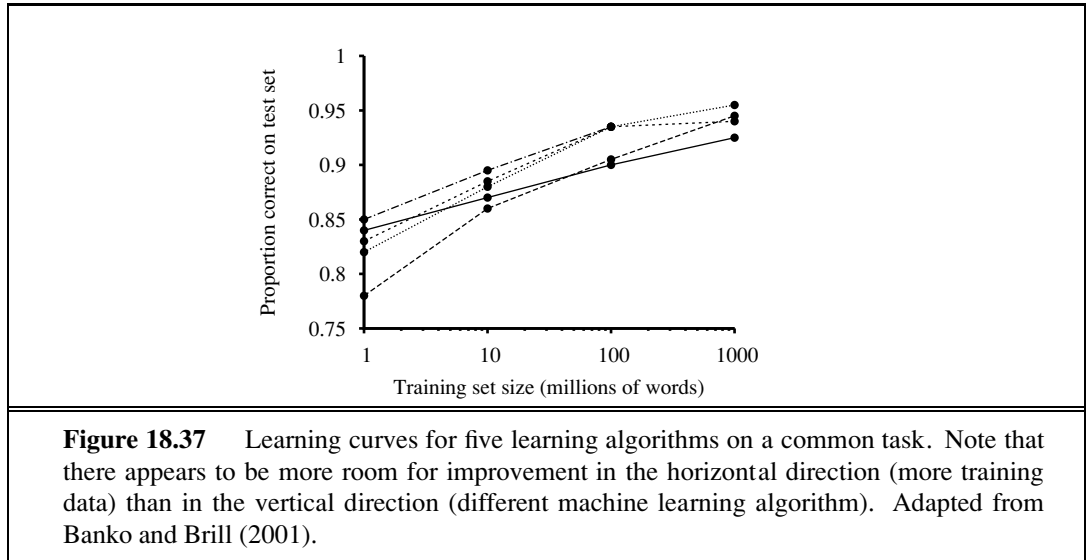 1
0.95
0.9
0.85
0.8
0.75
Proportion correct on test set
1 10 100 1000
Training set size (millions of words)
Figure 18.37 Learning curves for five learning algorithms on a common task. Note that
there appears to be more room for improvement in the horizontal direction (more training
data) than in the vertical direction (different machine learning algorithm). Adapted from
Banko and Brill (2001).